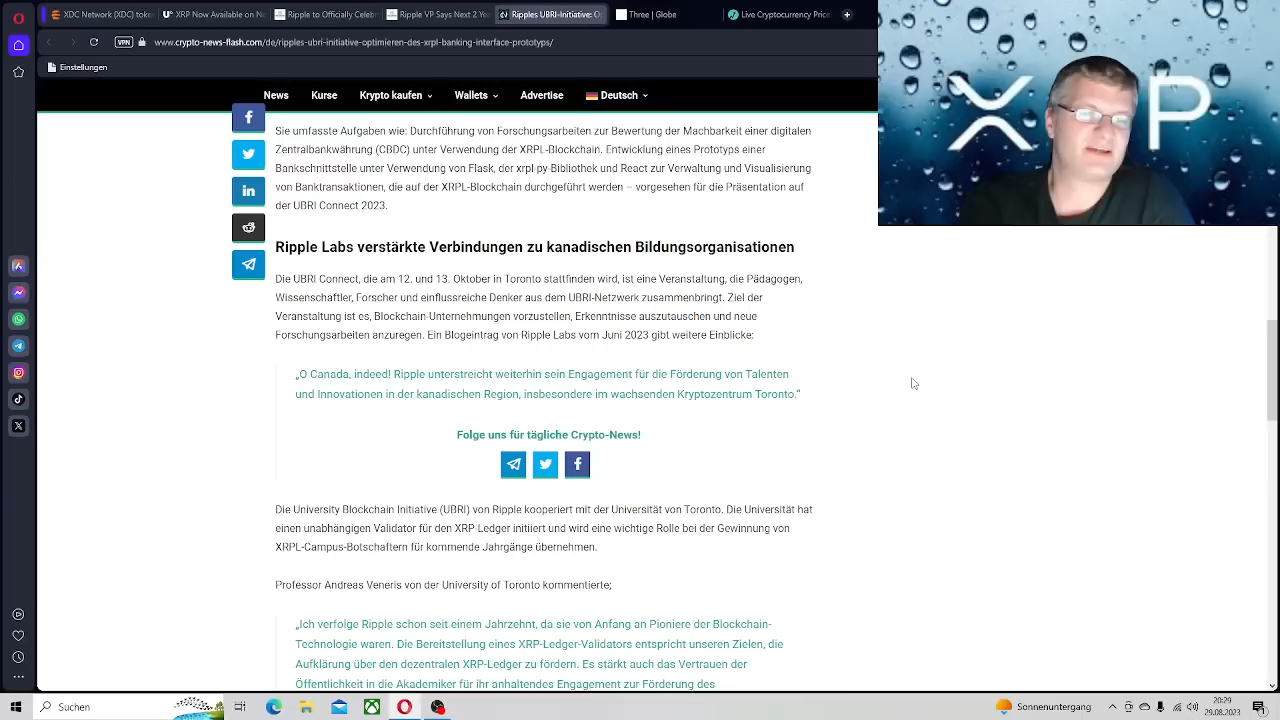 XDC Network (XDC) token
XRP Now Available on Ne
Ripple to Officially Celebr
Ripple VP Says Next 2 Yea
Ripples UBRI-Initiative: O
Three | Globe
Live Cryptocurrency Price
VPN
www.crypto-news-flash.com/de/ripples-ubri-initiative-optimieren-des-xrpl-banking-interface-prototyps/
Einstellungen
News Kurse Krypto kaufen Wallets Advertise Deutsch
XRP
Sie umfasste Aufgaben wie: Durchführung von Forschungsarbeiten zur Bewertung der Machbarkeit einer digitalen
Zentralbankwährung (CBDC) unter Verwendung der XRPL-Blockchain. Entwicklung eines Prototyps einer
Bankschnittstelle unter Verwendung von Flask, der xrpl-py-Bibliothek und React zur Verwaltung und Visualisierung
von Banktransaktionen, die auf der XRPL-Blockchain durchgeführt werden – vorgesehen für die Präsentation auf
der UBRI Connect 2023.
Ripple Labs verstärkte Verbindungen zu kanadischen Bildungsorganisationen
Die UBRI Connect, die am 12. und 13. Oktober in Toronto stattfinden wird, ist eine Veranstaltung, die Pädagogen,
Wissenschaftler, Forscher und einflussreiche Denker aus dem UBRI-Netzwerk zusammenbringt. Ziel der
Veranstaltung ist es, Blockchain-Unternehmungen vorzustellen, Erkenntnisse auszutauschen und neue
Forschungsarbeiten anzuregen. Ein Blogeintrag von Ripple Labs vom Juni 2023 gibt weitere Einblicke:
„O Canada, indeed! Ripple unterstreicht weiterhin sein Engagement für die Förderung von Talenten
und Innovationen in der kanadischen Region, insbesondere im wachsenden Kryptozentrum Toronto.“
Folge uns für tägliche Crypto-News!
Die University Blockchain Initiative (UBRI) von Ripple kooperiert mit der Universität von Toronto. Die Universität hat
einen unabhängigen Validator für den XRP-Ledger initiiert und wird eine wichtige Rolle bei der Gewinnung von
XRPL-Campus-Botschaftern für kommende Jahrgänge übernehmen.
Professor Andreas Veneris von der University of Toronto kommentierte;
„Ich verfolge Ripple schon seit einem Jahrzehnt, da sie von Anfang an Pioniere der Blockchain-
Technologie waren. Die Bereitstellung eines XRP-Ledger-Validators entspricht unseren Zielen, die
Aufklärung über den dezentralen XRP-Ledger zu fördern. Es stärkt auch das Vertrauen der
Öffentlichkeit in die Akademiker für ihr anhaltendes Engagement zur Förderung des
Suchen
Sonnenuntergang
20:29
29.08.2023